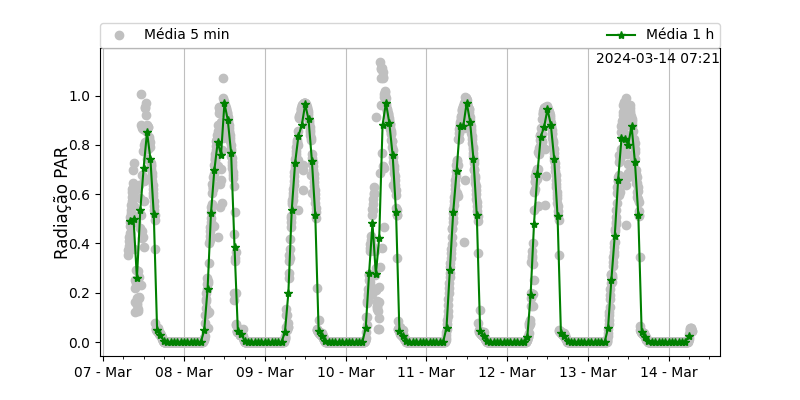 Média 5 min
Média 1 h
2024-03-14 07:21
Radiação PAR
1.0
0.8
0.6
0.4
0.2
0.0
07 - Mar
08 - Mar
09 - Mar
10 - Mar
11 - Mar
12 - Mar
13 - Mar
14 - Mar